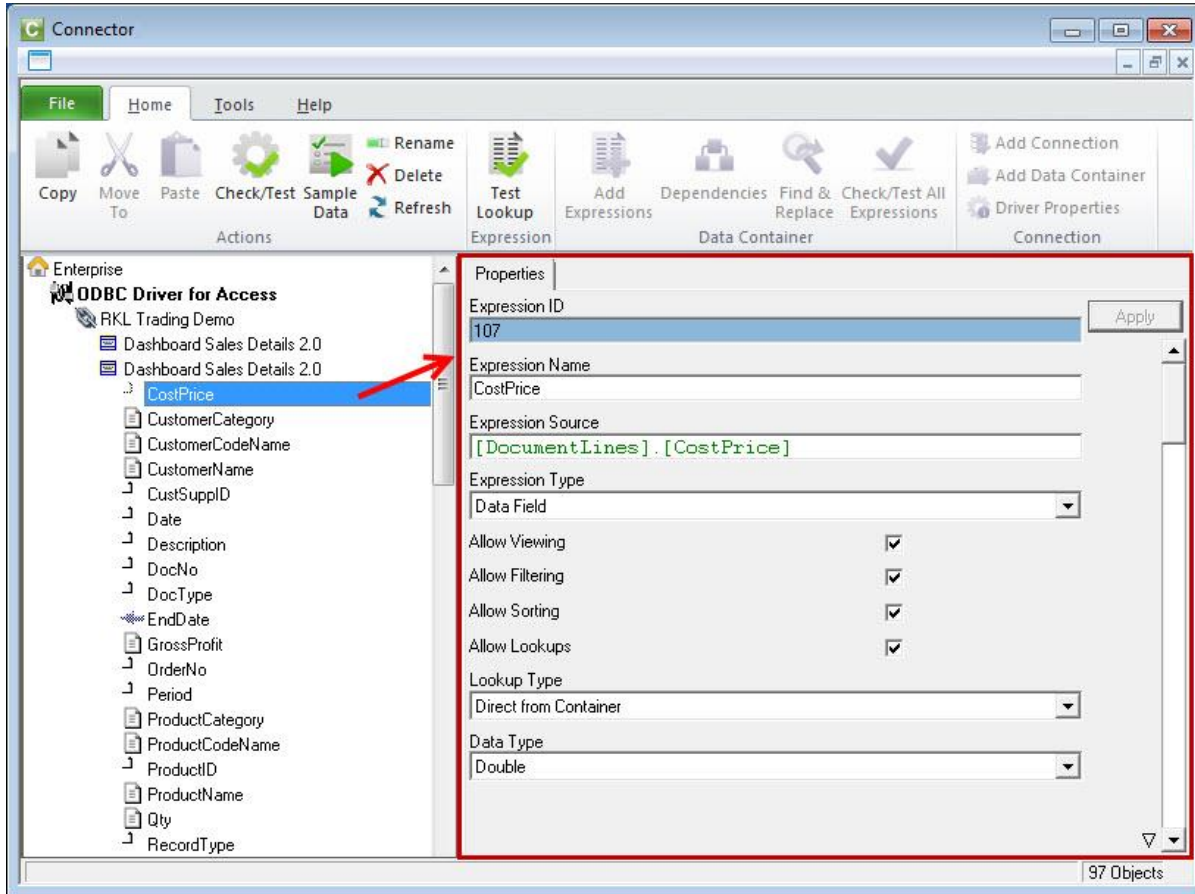 Connector
File Home Tools Help
Copy
Move To
Paste
Check/Test
Sample Data
Rename
Delete
Refresh
Actions
Test Lookup
Expression
Add Expressions
Dependencies
Find & Replace
Check/Test All Expressions
Data Container
Add Connection
Add Data Container
Driver Properties
Connection
Enterprise
ODBC Driver for Access
RKL Trading Demo
Dashboard Sales Details 2.0
Dashboard Sales Details 2.0
CostPrice
CustomerCategory
CustomerCodeName
CustomerName
CustSuppID
Date
Description
DocNo
DocType
EndDate
GrossProfit
OrderNo
Period
ProductCategory
ProductCodeName
ProductID
ProductName
Qty
RecordType
Properties
Expression ID
107
Apply
Expression Name
CostPrice
Expression Source
[DocumentLines].[CostPrice]
Expression Type
Data Field
Allow Viewing
Allow Filtering
Allow Sorting
Allow Lookups
Lookup Type
Direct from Container
Data Type
Double
97 Objects